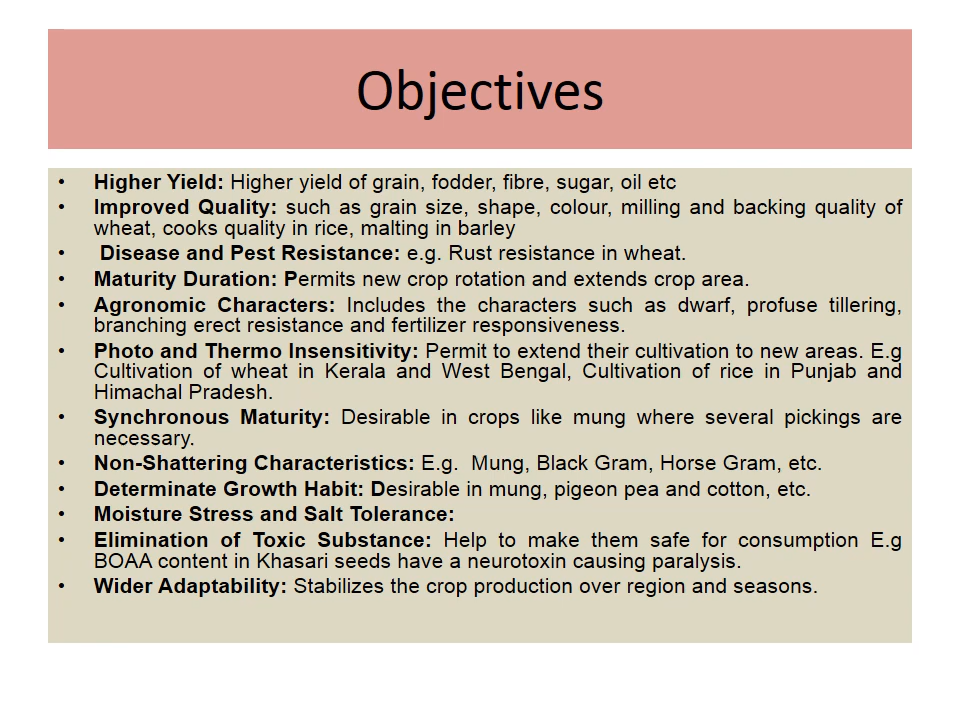 Objectives
• Higher Yield: Higher yield of grain, fodder, fibre, sugar, oil etc
• Improved Quality: such as grain size, shape, colour, milling and backing quality of
wheat, cooks quality in rice, malting in barley
• Disease and Pest Resistance: e.g. Rust resistance in wheat.
• Maturity Duration: Permits new crop rotation and extends crop area.
• Agronomic Characters: Includes the characters such as dwarf, profuse tillering,
branching erect resistance and fertilizer responsiveness.
• Photo and Thermo Insensitivity: Permit to extend their cultivation to new areas. E.g
Cultivation of wheat in Kerala and West Bengal, Cultivation of rice in Punjab and
Himachal Pradesh.
• Synchronous Maturity: Desirable in crops like mung where several pickings are
necessary.
• Non-Shattering Characteristics: E.g. Mung, Black Gram, Horse Gram, etc.
• Determinate Growth Habit: Desirable in mung, pigeon pea and cotton, etc.
• Moisture Stress and Salt Tolerance:
• Elimination of Toxic Substance: Help to make them safe for consumption E.g
BOAA content in Khasari seeds have a neurotoxin causing paralysis.
• Wider Adaptability: Stabilizes the crop production over region and seasons.